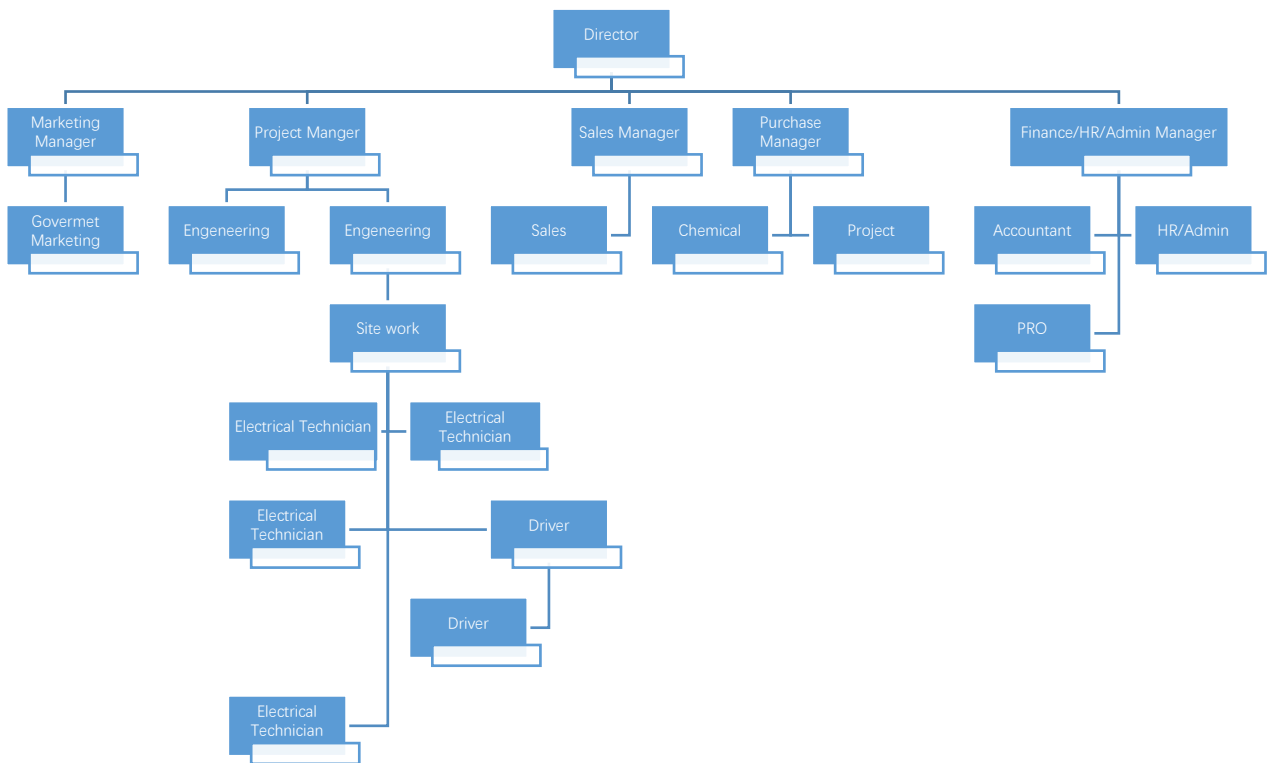 Director
Marketing
Manager
Project Manger
Sales Manager
Purchase
Manager
Finance/HR/Admin Manager
Govermet
Marketing
Engeneering
Engeneering
Sales
Chemical
Project
Accountant
HR/Admin
Site work
PRO
Electrical Technician
Electrical
Technician
Electrical
Technician
Driver
Driver
Electrical
Technician